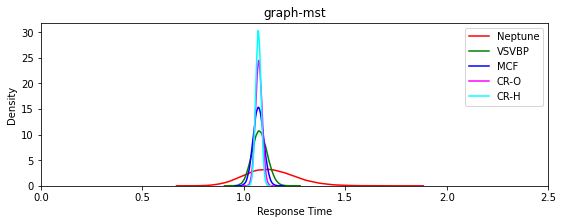 graph-mst
Density
30
25
20
15
10
5
0
0.0 0.5 1.0 1.5 2.0 2.5
Response Time
Neptune
VSVBP
MCF
CR-O
CR-H